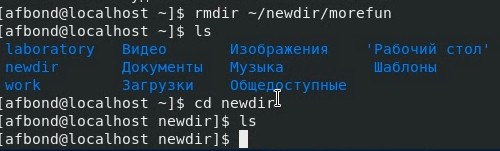 [afbond@localhost ~]$ rmdir ~/newdir/morefun
[afbond@localhost ~]$ ls
laboratory Видео Изображения 'Рабочий стол'
newdir Документы Музыка Шаблоны
work Загрузки Общедоступные
[afbond@localhost ~]$ cd newdir
[afbond@localhost newdir]$ ls
[afbond@localhost newdir]$